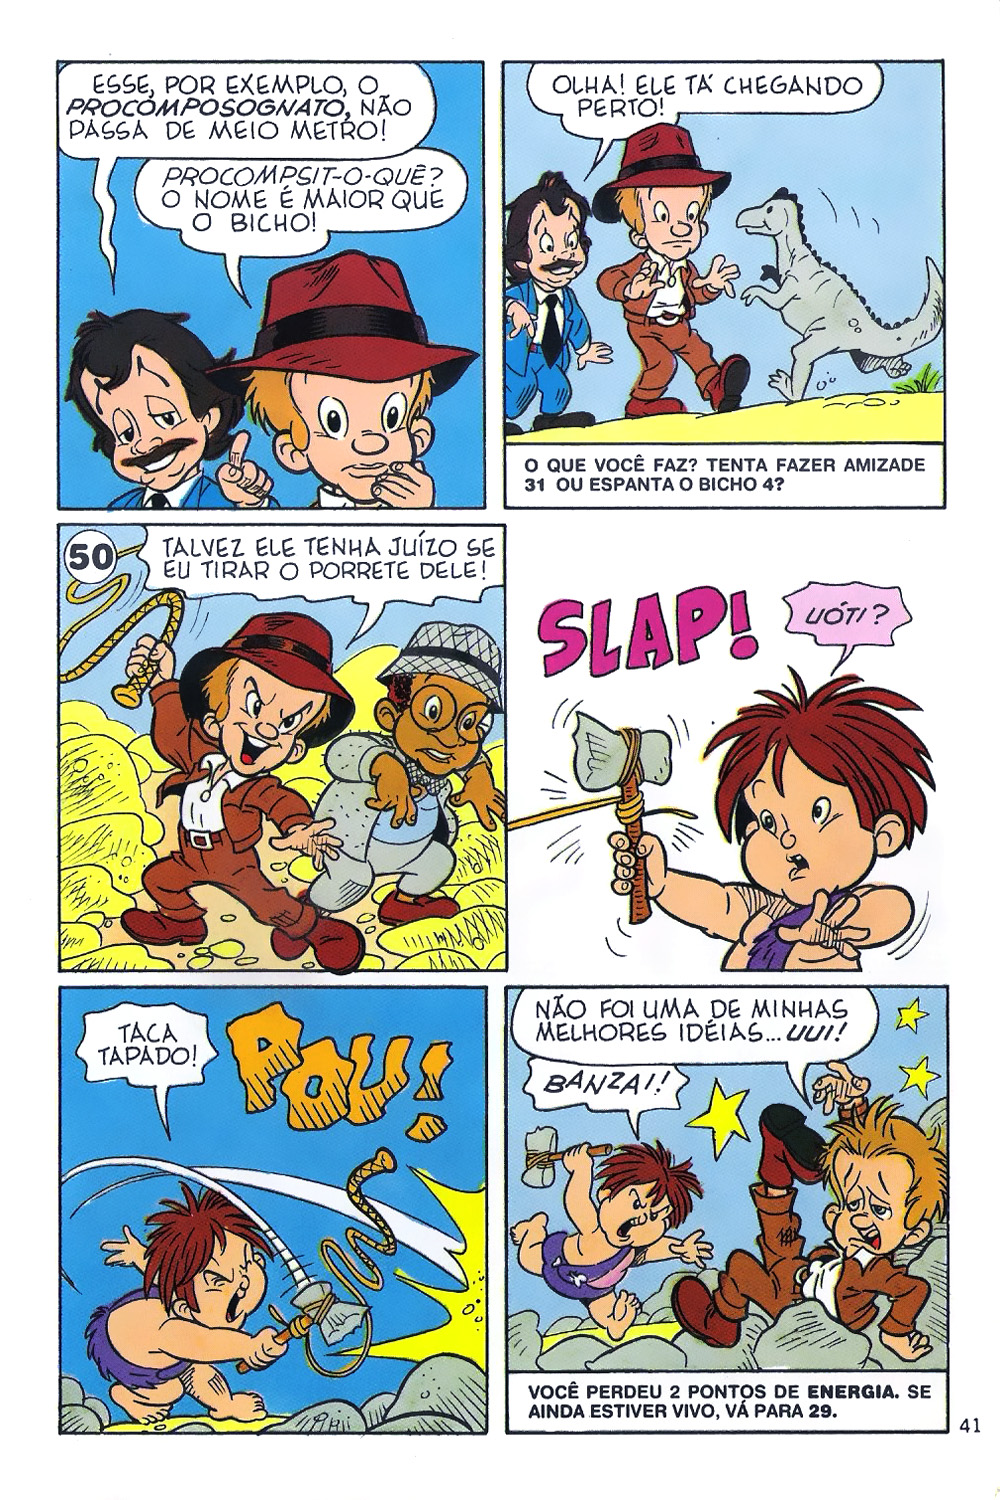 ESSE, POR EXEMPLO, O
PROCOMPOSOGNATO, NÃO
PASSA DE MEIO METRO!
PROCOMPSIT-O-QUÊ?
O NOME É MAIOR QUE
O BICHO!
OLHA! ELE TÁ CHEGANDO
PERTO!
O QUE VOCÊ FAZ? TENTA FAZER AMIZADE
31 OU ESPANTA O BICHO 4?
50
TALVEZ ELE TENHA JUÍZO SE
EU TIRAR O PORRETE DELE!
SLAP!
UÓTI?
TACA
TAPADO!
POU!
NÃO FOI UMA DE MINHAS
MELHORES IDÉIAS... UUI!
BANZAI!
VOCÊ PERDEU 2 PONTOS DE ENERGIA. SE
AINDA ESTIVER VIVO, VÁ PARA 29.
41